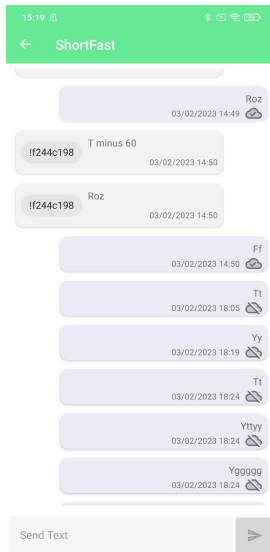 15:19
ShortFast
Roz
03/02/2023 14:49
!f244c198
T minus 60
03/02/2023 14:50
!f244c198
Roz
03/02/2023 14:50
Ff
03/02/2023 14:50
Tt
03/02/2023 18:05
Yy
03/02/2023 18:19
Tt
03/02/2023 18:24
Yttyy
03/02/2023 18:24
Yggggg
03/02/2023 18:24
Send Text